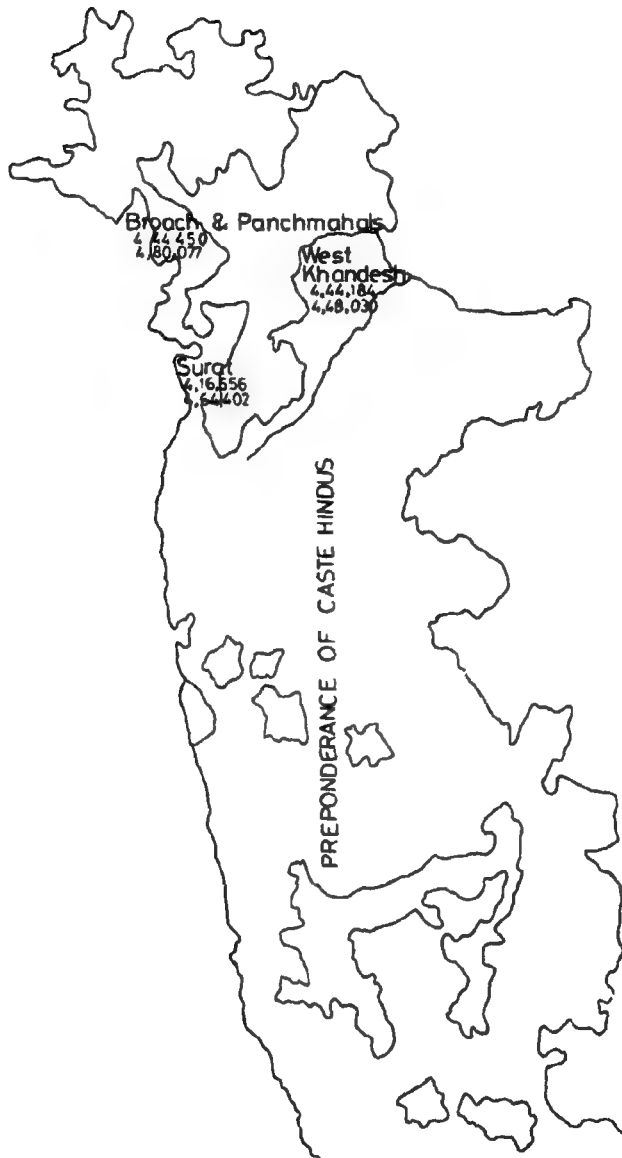 Broach & Panchmahals
4,44,450
4,80,077
West
Khandesh
4,44,184
4,48,030
Surat
4,16,556
4,64,402
PREPONDERANCE OF CASTE HINDUS